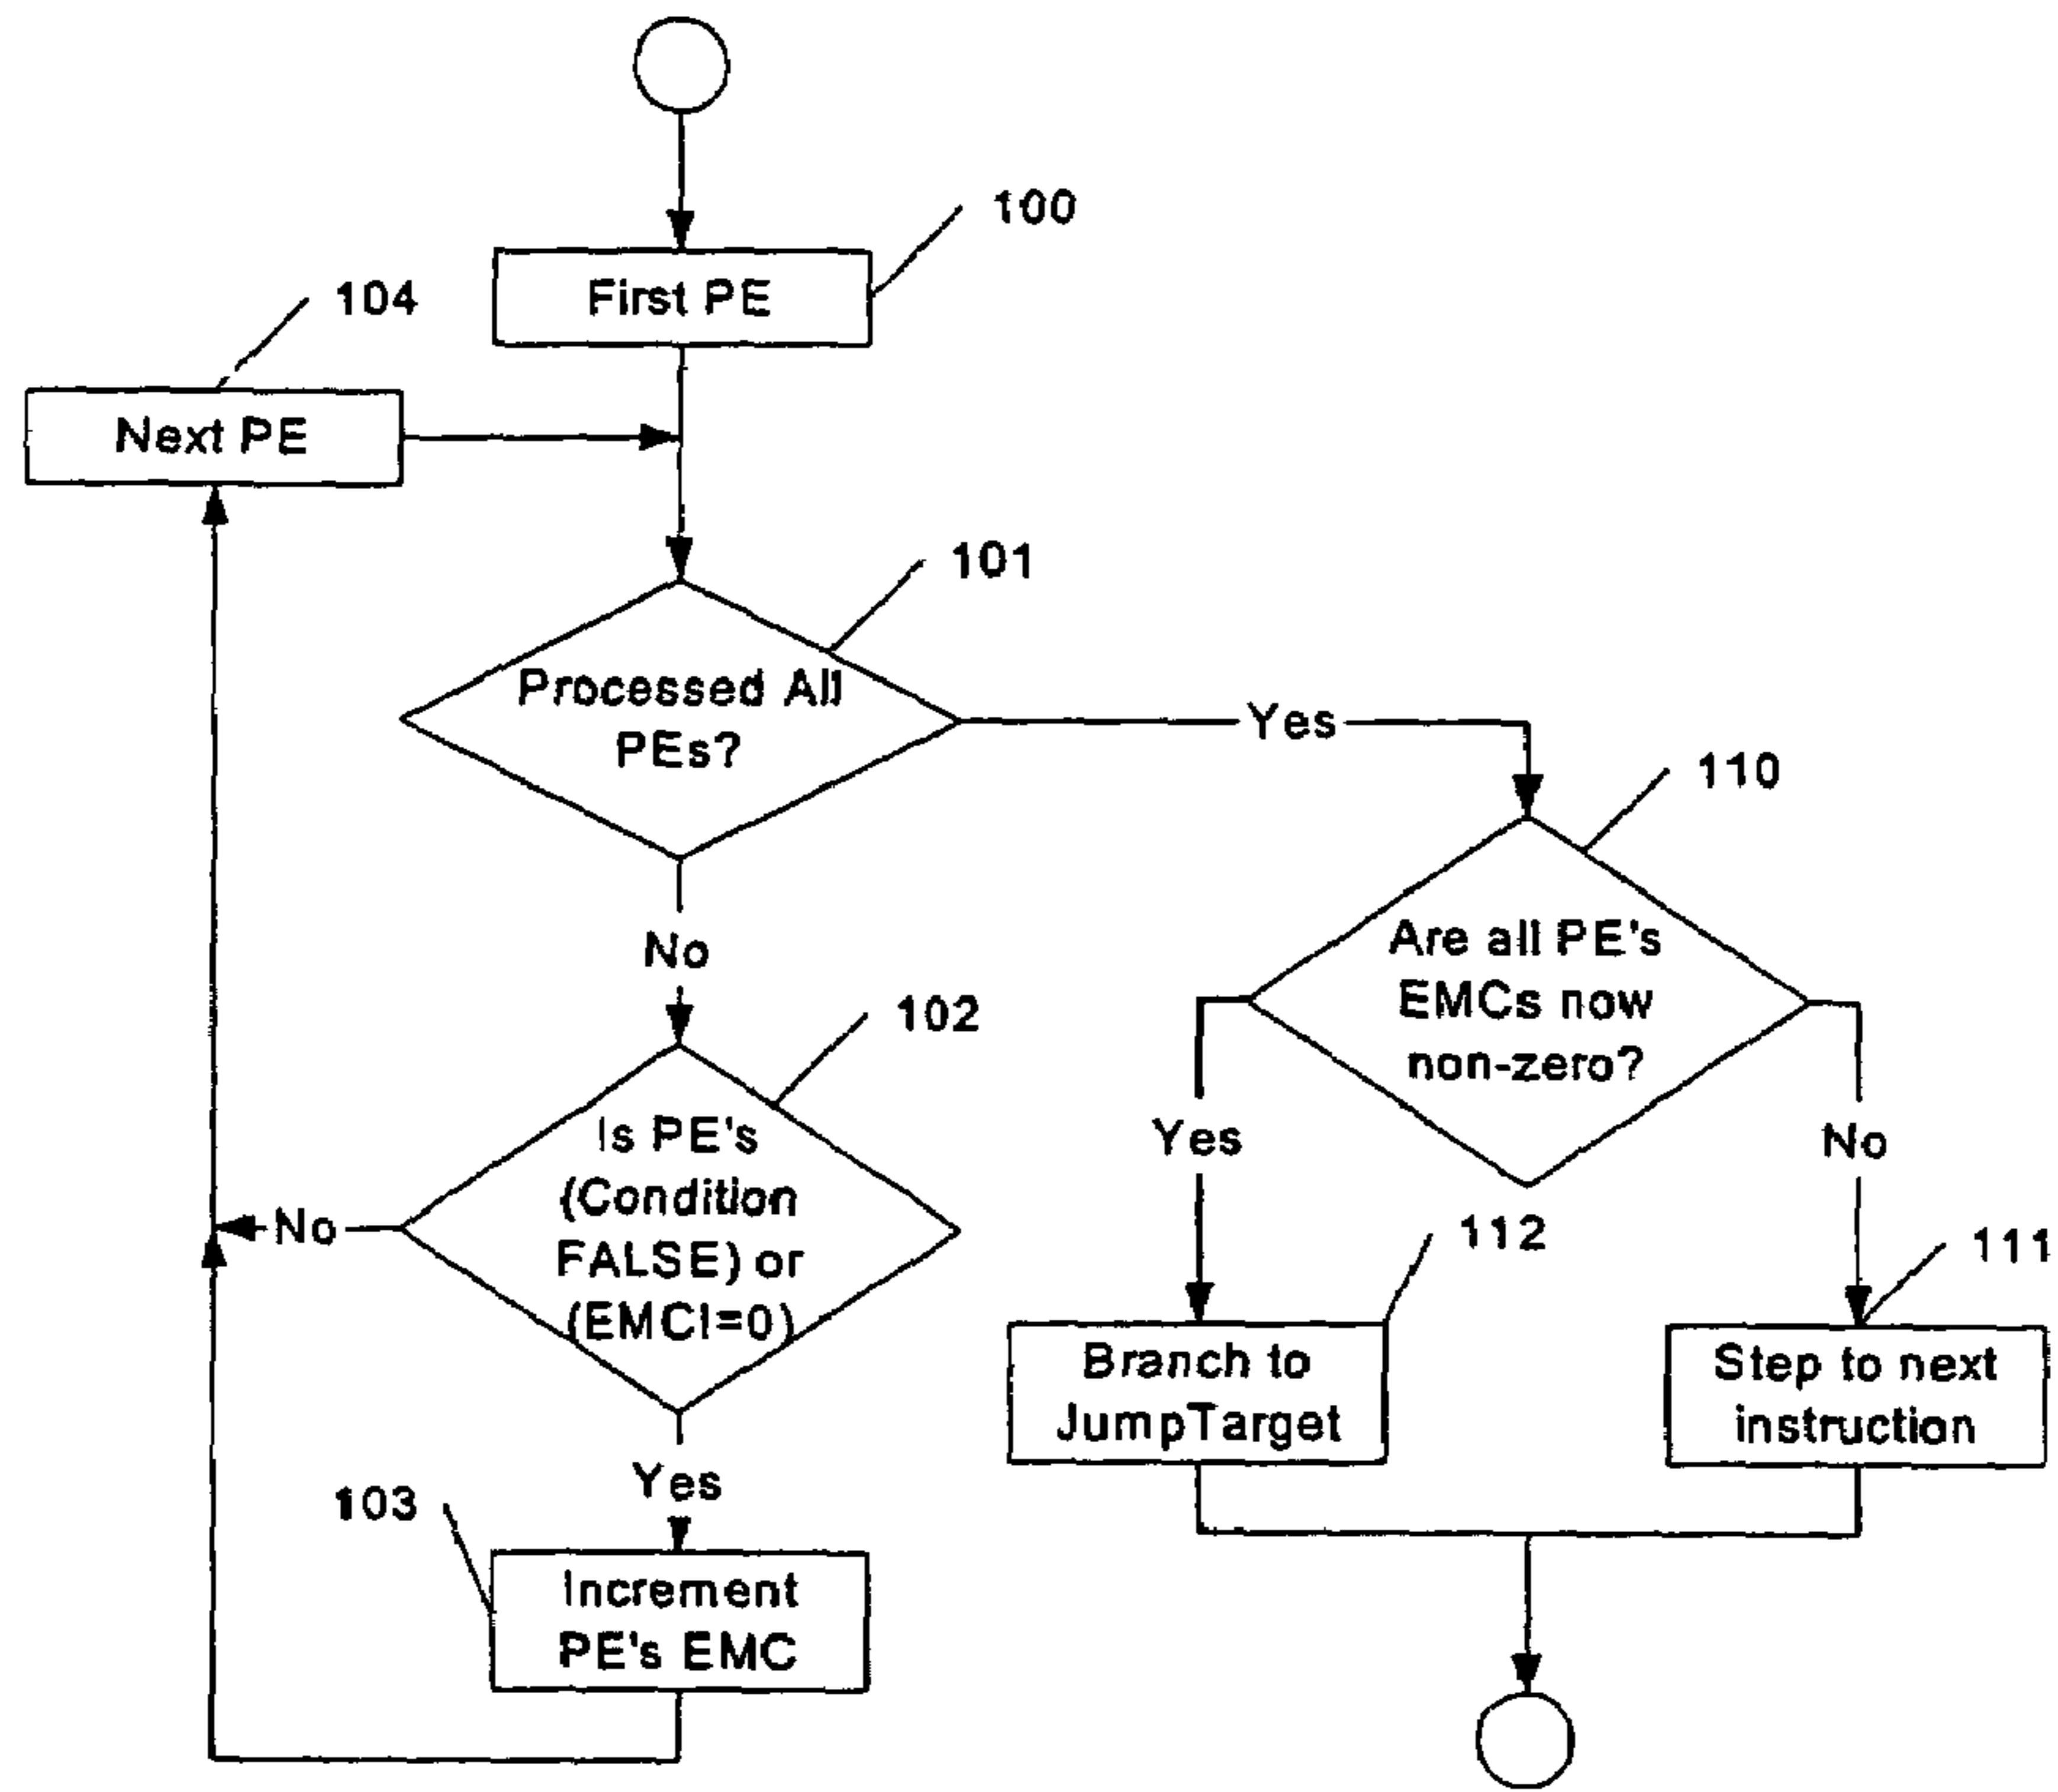 100
First PE
104
Next PE
101
Processed All
PEs?
Yes
110
No
Are all PE's
EMCs now
non-zero?
102
Is PE's
(Condition
FALSE) or
(EMC!=0)
No
Yes
No
112
111
Branch to
JumpTarget
Step to next
instruction
Yes
103
Increment
PE's EMC